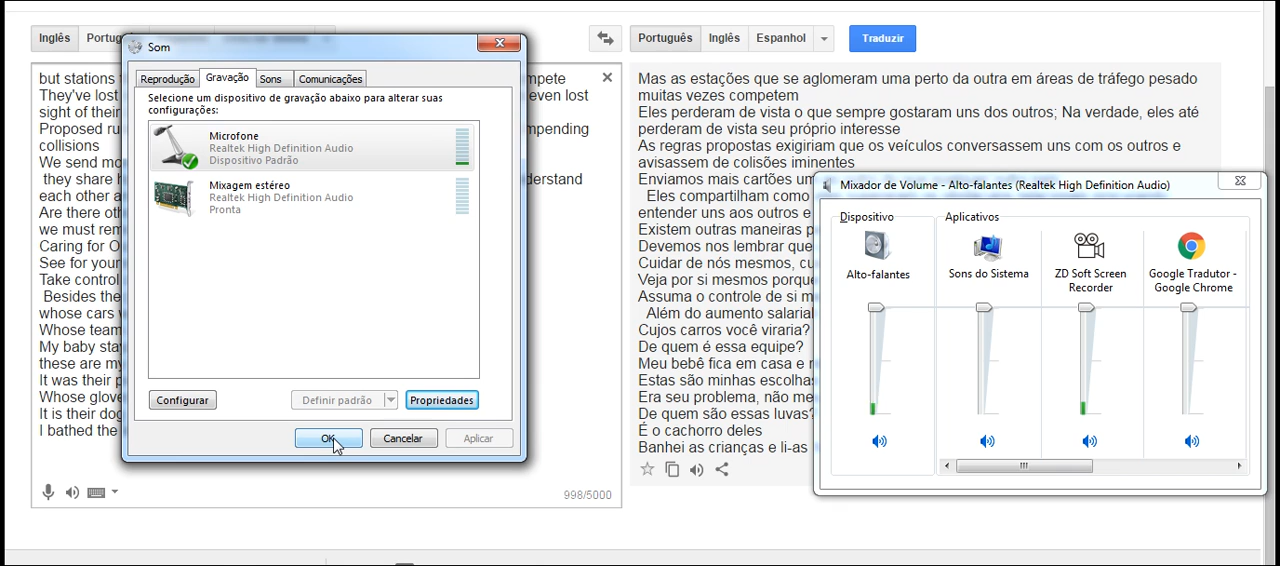 Inglês
Português
Inglês
Espanhol
Traduzir
but stations
mpete
They've lost
even lost
sight of their
Proposed ru
mpending
collisions
We send mo
they share h
derstand
each other a
Are there oth
we must rem
Caring for O
See for your
Take control
Besides the
whose cars w
Whose team
My baby stay
these are my
It was their p
Whose glove
It is their dog
I bathed the
998/5000
Mas as estações que se aglomeram uma perto da outra em áreas de tráfego pesado
muitas vezes competem
Eles perderam de vista o que sempre gostaram uns dos outros; Na verdade, eles até
perderam de vista seu próprio interesse
As regras propostas exigiriam que os veículos conversassem uns com os outros e
avisassem de colisões iminentes
Enviamos mais cartões um
Eles compartilham como
entender uns aos outros e
Existem outras maneiras p
Devemos nos lembrar que
Cuidar de nós mesmos, cu
Veja por si mesmos porque
Assuma o controle de si m
Além do aumento salarial
Cujos carros você viraria?
De quem é essa equipe?
Meu bebê fica em casa e n
Estas são minhas escolhas
Era seu problema, não me
De quem são essas luvas?
É o cachorro deles
Banhei as crianças e li-as
Som
Reprodução
Gravação
Sons
Comunicações
Selecione um dispositivo de gravação abaixo para alterar suas
configurações:
Microfone
Realtek High Definition Audio
Dispositivo Padrão
Mixagem estéreo
Realtek High Definition Audio
Pronta
Configurar
Definir padrão
Propriedades
OK
Cancelar
Aplicar
Mixador de Volume - Alto-falantes (Realtek High Definition Audio)
Dispositivo
Aplicativos
Alto-falantes
Sons do Sistema
ZD Soft Screen
Recorder
Google Tradutor -
Google Chrome